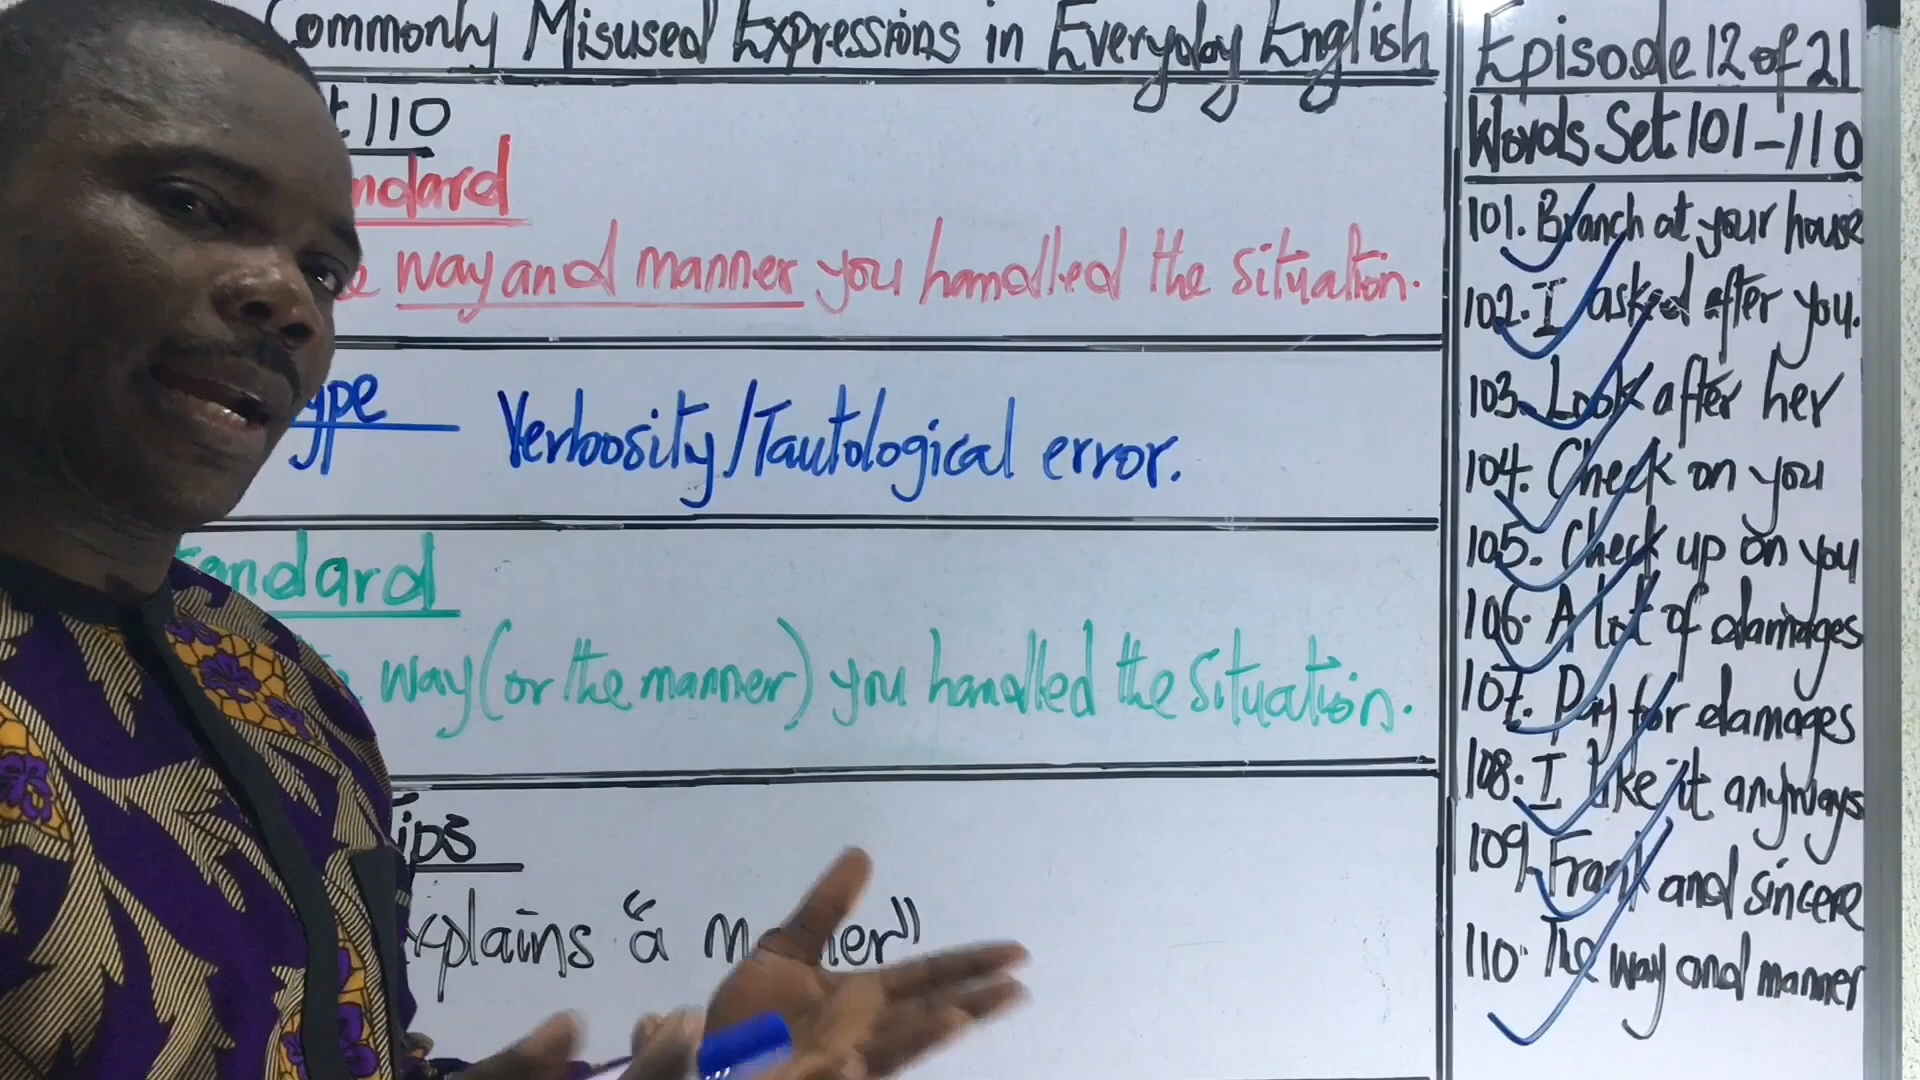 Commonly Misused Expressions in Everyday English
110
ndard
way and manner you handled the situation.
ype
Verbosity/Tautological error.
andard
way (or the manner) you handled the situation.
ips
xplains "a
Episode 12 of 21
Words Set 101-110
101. Branch at your house
102. I asked after you.
103. Look after her
104. Check on you
105. Check up on you
106. A lot of damages
107. Pay for damages
108. I like it anyways
109. Frank and sincere
110. The way and manner